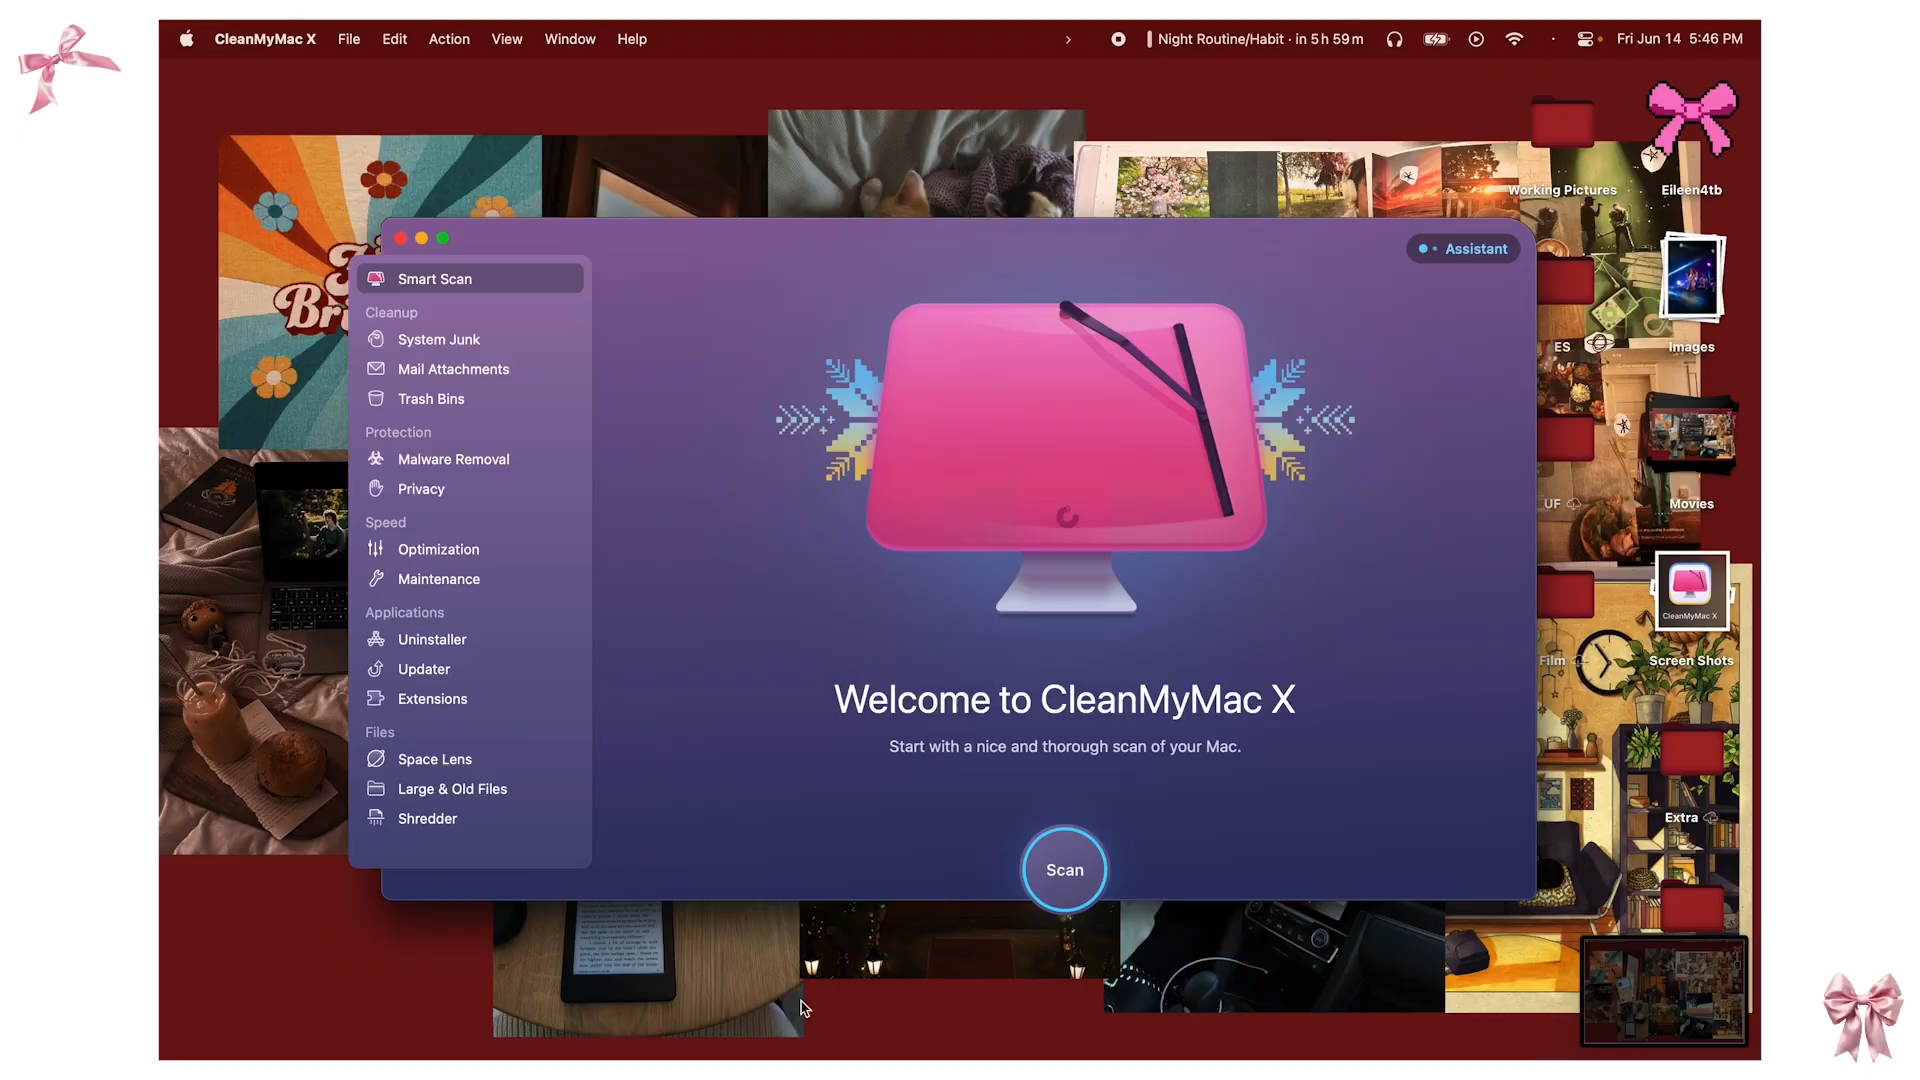 CleanMyMac X File Edit Action View Window Help
Night Routine/Habit · in 5 h 59 m
Fri Jun 14 5:46 PM
Working Pictures
Eileen4tb
Assistant
Smart Scan
Cleanup
System Junk
Mail Attachments
Trash Bins
Protection
Malware Removal
Privacy
Speed
Optimization
Maintenance
Applications
Uninstaller
Updater
Extensions
Files
Space Lens
Large & Old Files
Shredder
Welcome to CleanMyMac X
Start with a nice and thorough scan of your Mac.
Scan
ES
Images
UF
Movies
CleanMyMac X
Film
Screen Shots
Extra